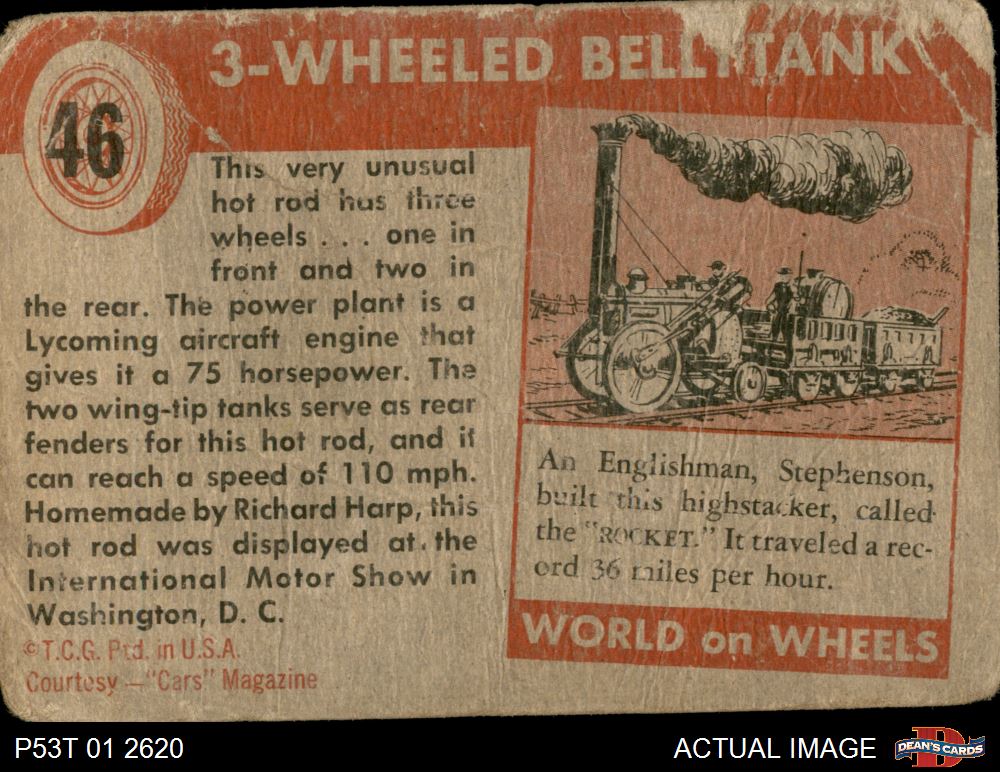 46
3-WHEELED BELLYTANK
This very unusual
hot rod has three
wheels . . . one in
front and two in
the rear. The power plant is a
Lycoming aircraft engine that
gives it a 75 horsepower. The
two wing-tip tanks serve as rear
fenders for this hot rod, and it
can reach a speed of 110 mph.
Homemade by Richard Harp, this
hot rod was displayed at the
International Motor Show in
Washington, D. C.
©T.C.G. Ptd. in U.S.A.
Courtesy —"Cars" Magazine
An Englishman, Stephenson,
built this highstacker, called
the "ROCKET." It traveled a rec-
ord 36 miles per hour.
WORLD on WHEELS
P53T 01 2620
ACTUAL IMAGE
D
DEAN'S CARDS